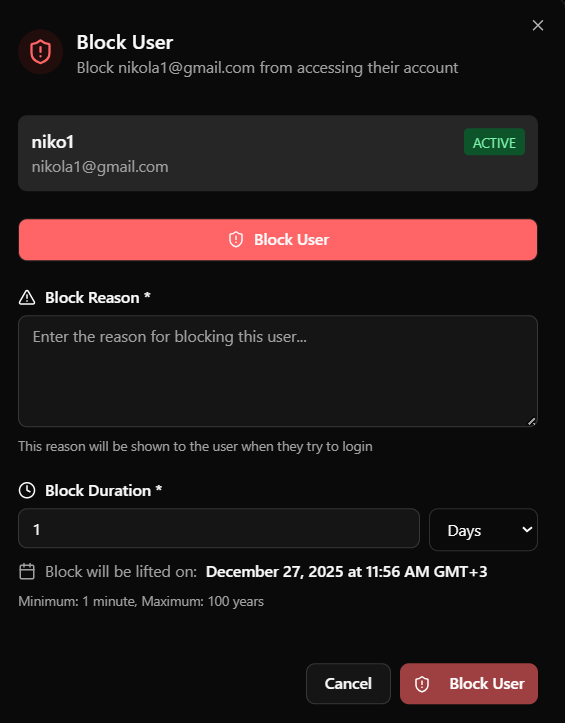 Block User
Block nikola1@gmail.com from accessing their account
niko1
ACTIVE
nikola1@gmail.com
Block User
Block Reason *
Enter the reason for blocking this user...
This reason will be shown to the user when they try to login
Block Duration *
1
Days
Block will be lifted on: December 27, 2025 at 11:56 AM GMT+3
Minimum: 1 minute, Maximum: 100 years
Cancel
Block User